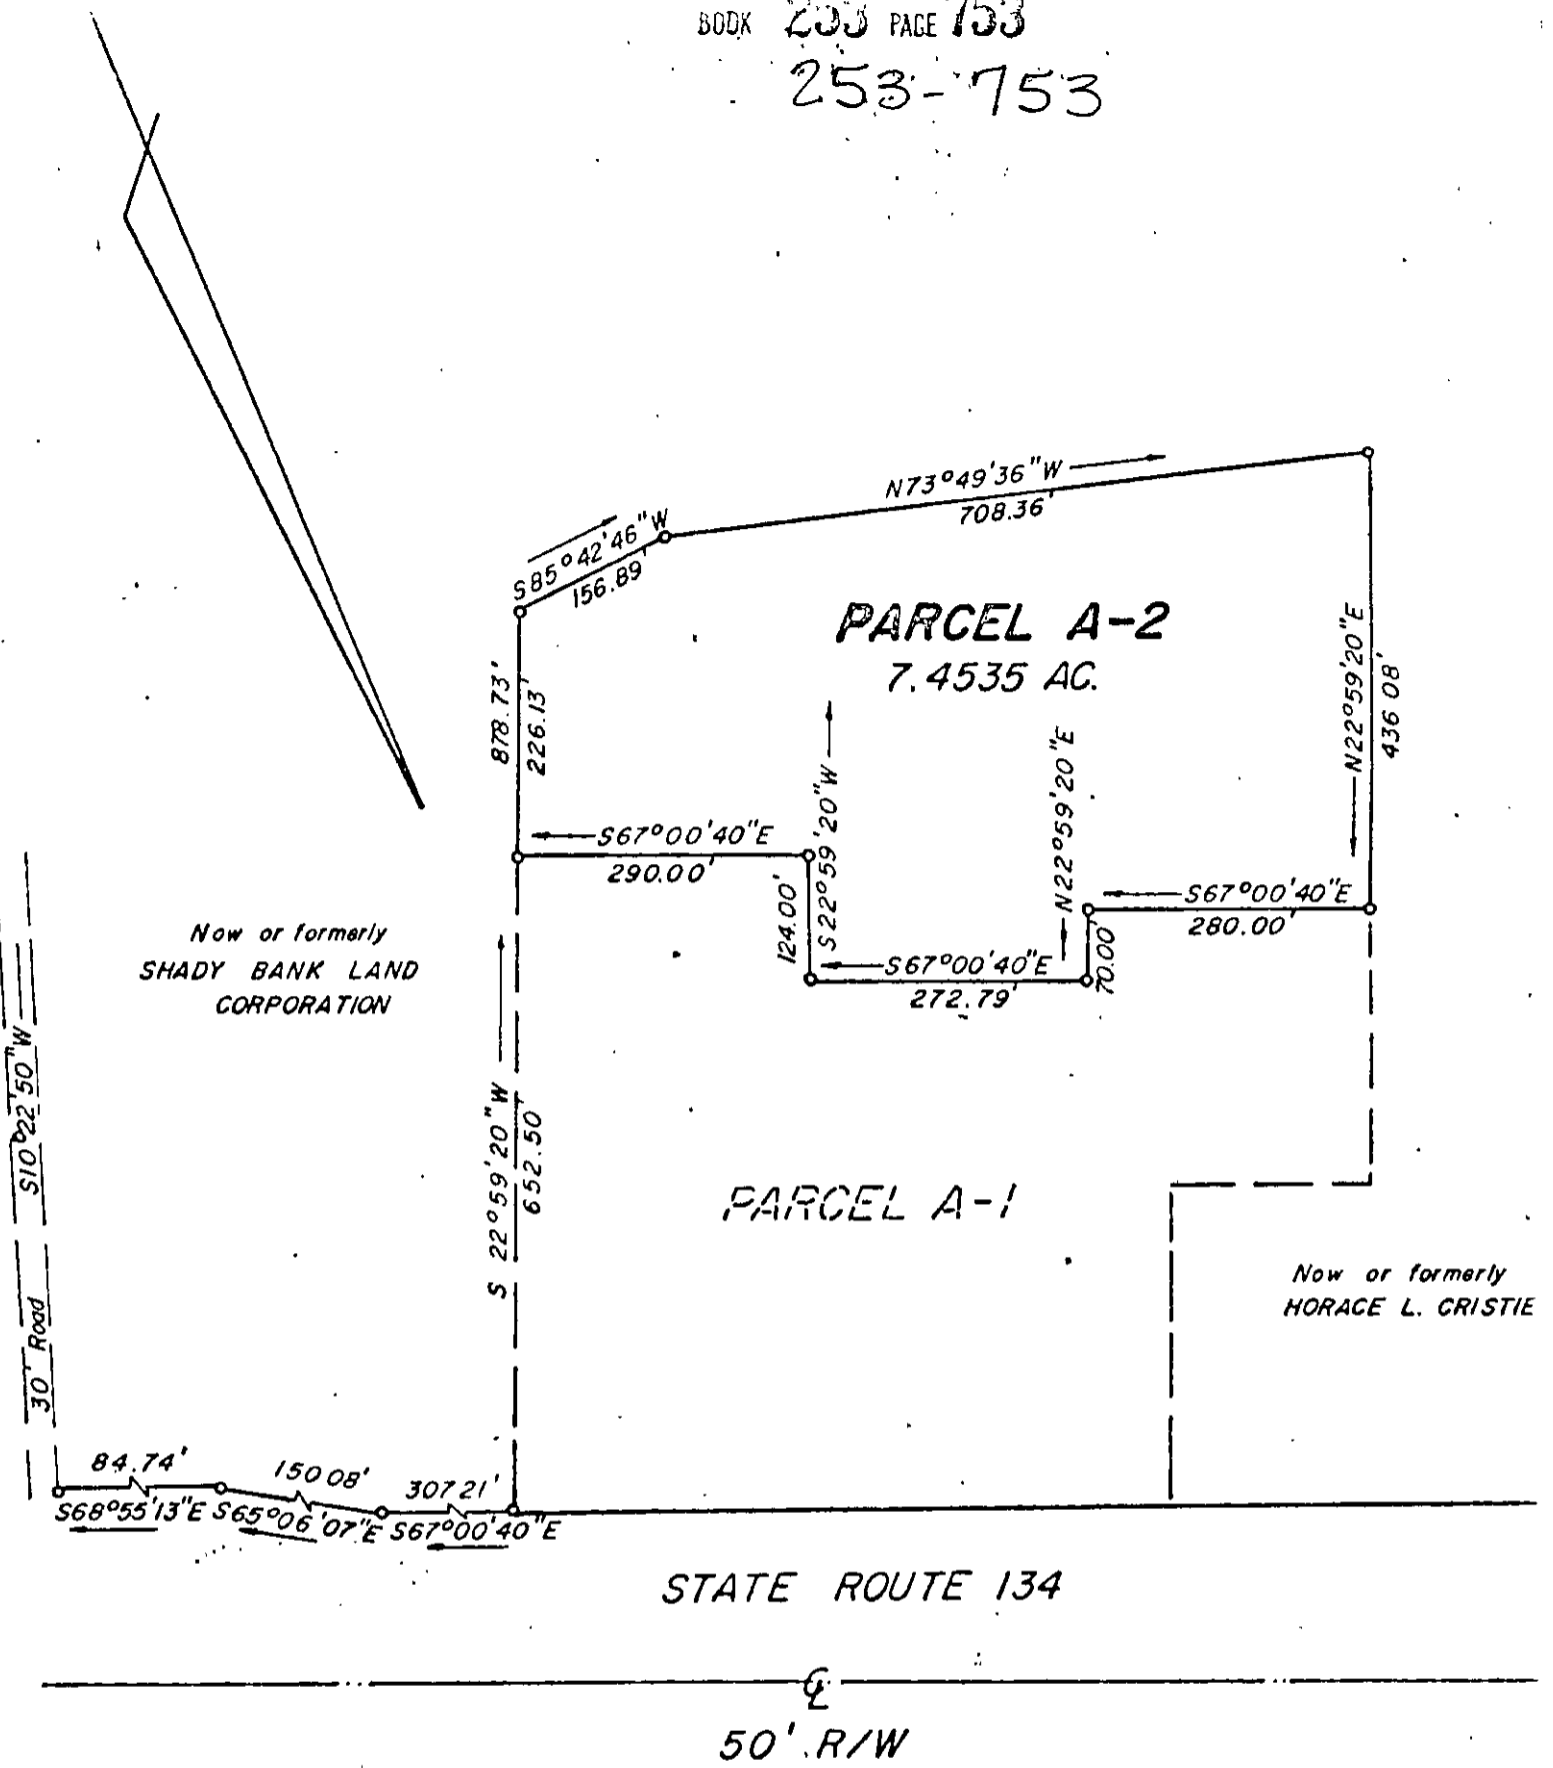 BOOK 253 PAGE 753
253-753
N73°49'36"W
708.36'
S85°42'46"W
156.89'
PARCEL A-2
7.4535 AC.
878.73'
226.13'
N22°59'20"E
436 08'
S22°59'20"W
124.00'
N22°59'20"E
70.00'
S67°00'40"E
290.00'
S67°00'40"E
280.00'
S67°00'40"E
272.79'
Now or formerly
SHADY BANK LAND
CORPORATION
S10°22'50"W
30' Road
S 22°59'20"W
652.50'
PARCEL A-1
Now or formerly
HORACE L. CRISTIE
84.74'
S68°55'13"E
150 08'
S65°06'07"E
307 21'
S67°00'40"E
STATE ROUTE 134
℄
50' R/W